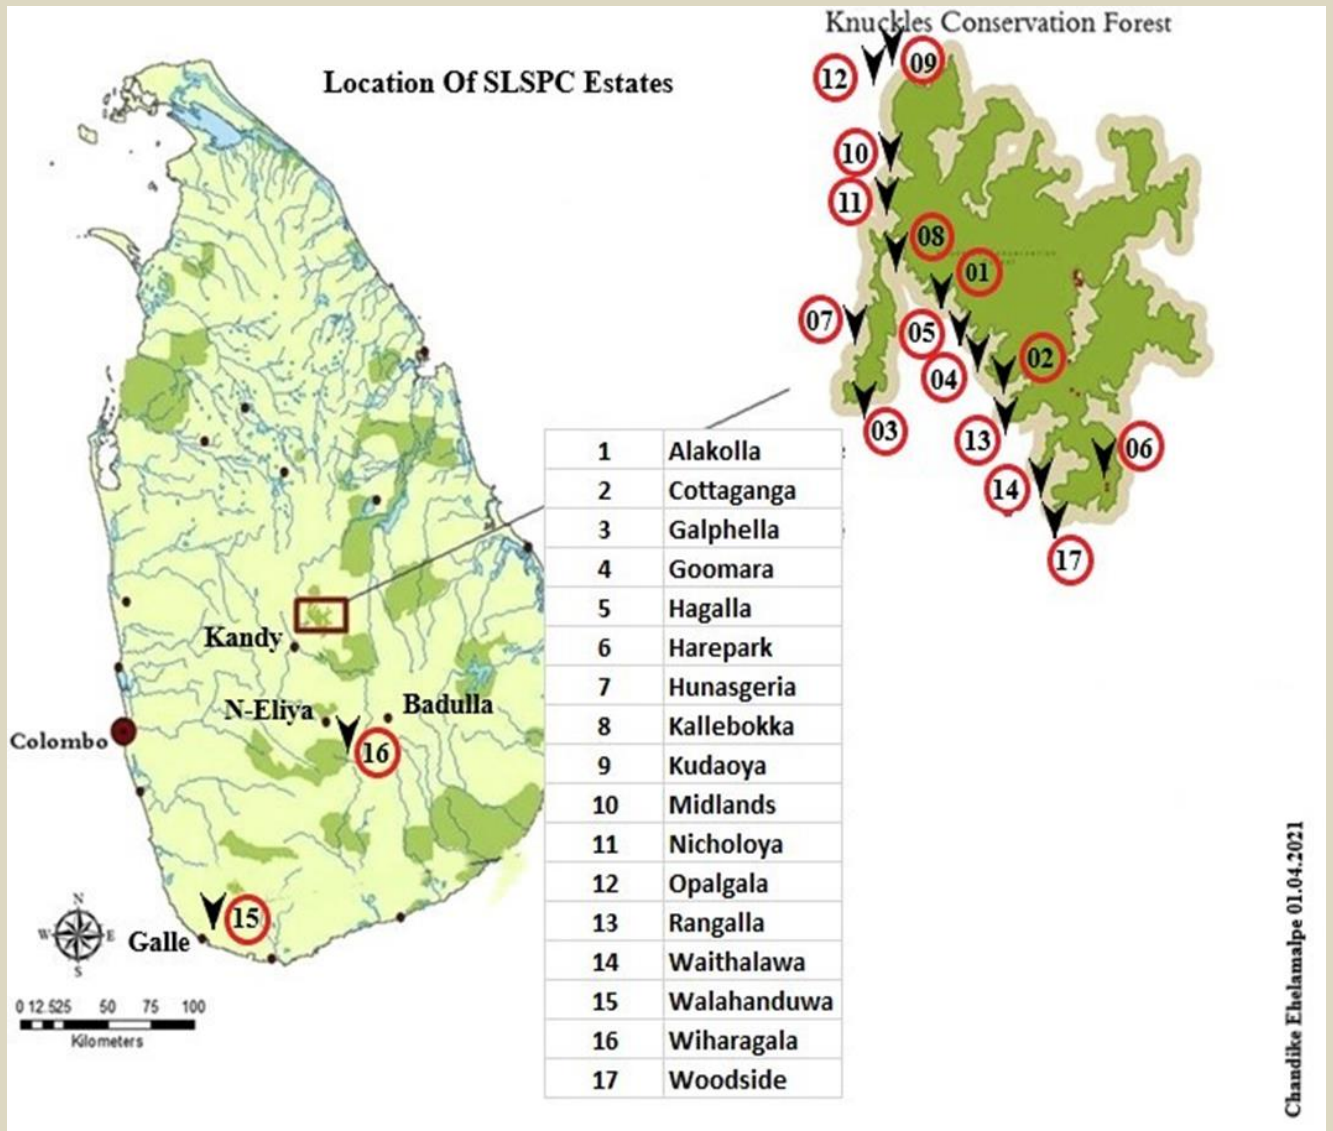 Knuckles Conservation Forest
Location Of SLSPC Estates
09
12
10
11
08
01
07
05
02
04
03
13
06
14
17
1 Alakolla
2 Cottaganga
3 Galphella
4 Goomara
5 Hagalla
6 Harepark
7 Hunasgeria
8 Kallebokka
9 Kudaoya
10 Midlands
11 Nicholoya
12 Opalgala
13 Rangalla
14 Waithalawa
15 Walahanduwa
16 Wiharagala
17 Woodside
Kandy
N-Eliya
Badulla
16
Colombo
15
Galle
N
W E
S
0 12.525 50 75 100
Kilometers
Chandike Ehelamalpe 01.04.2021